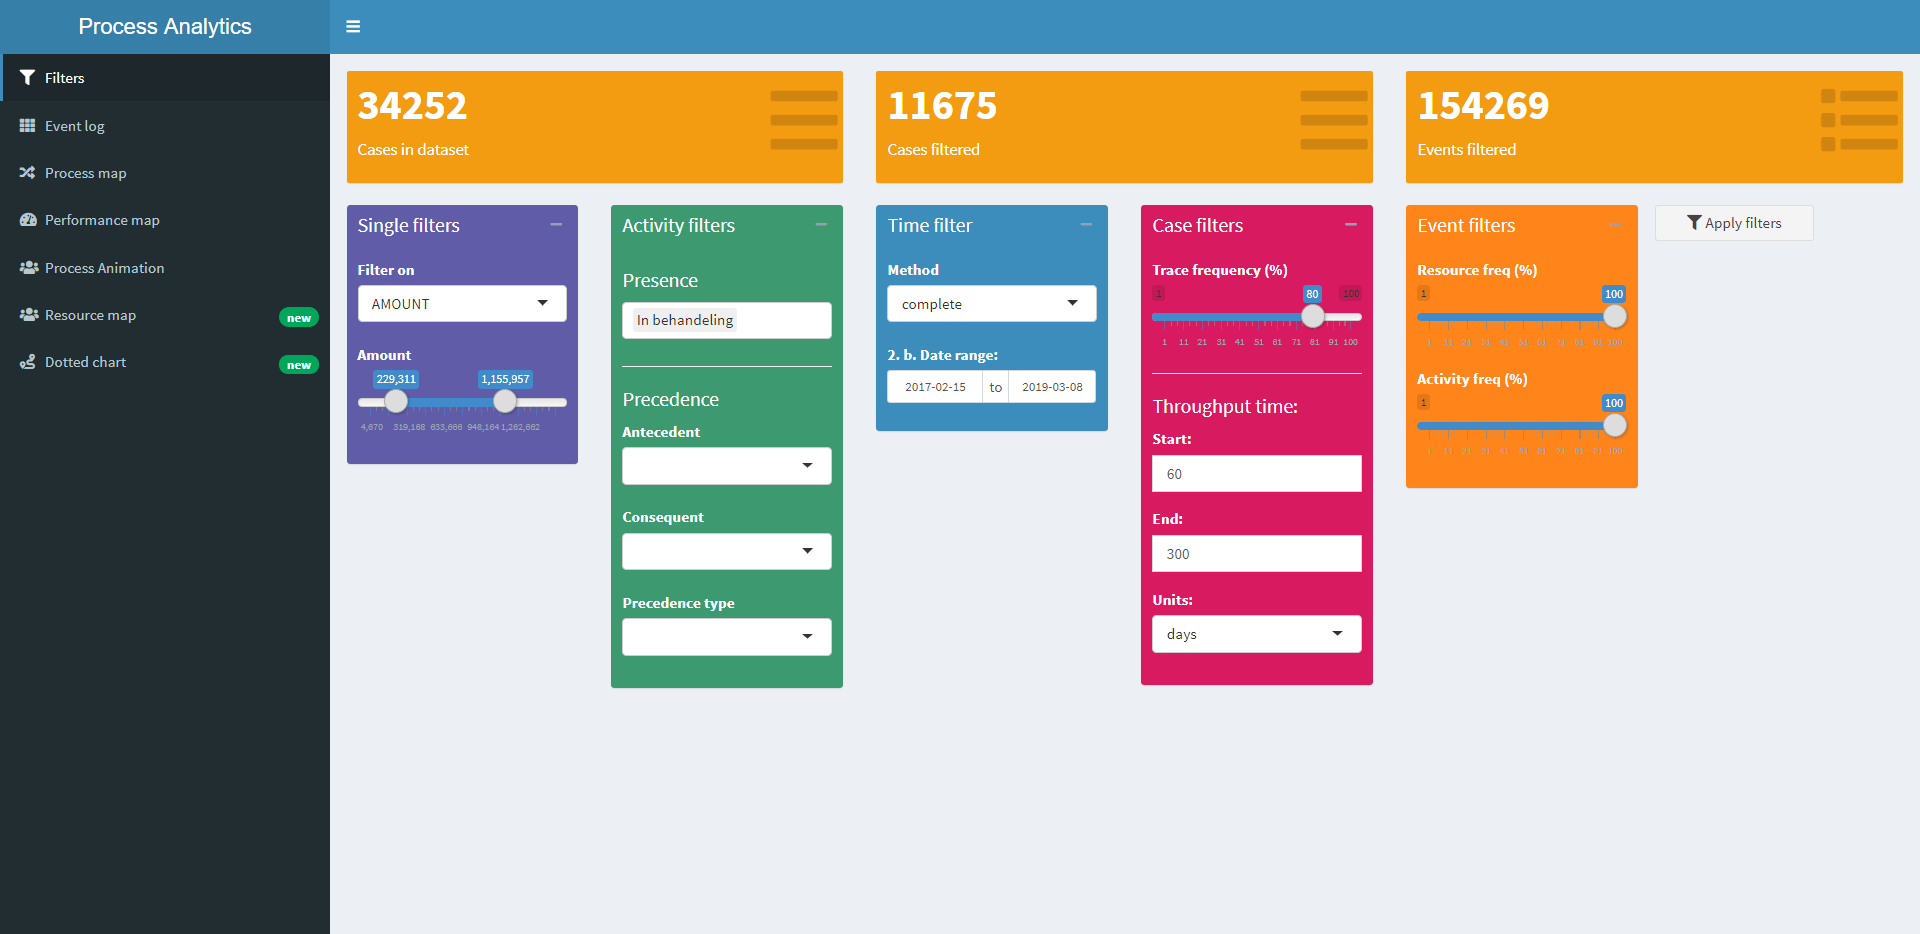 Process Analytics
Filters
Event log
Process map
Performance map
Process Animation
Resource map
new
Dotted chart
new
34252
Cases in dataset
11675
Cases filtered
154269
Events filtered
Single filters
Filter on
AMOUNT
Amount
229,311 1,155,957
4,670 319,168 633,666 948,164 1,262,662
Activity filters
Presence
In behandeling
Precedence
Antecedent
Consequent
Precedence type
Time filter
Method
complete
2. b. Date range:
2017-02-15 to 2019-03-08
Case filters
Trace frequency (%)
1 80 100
1 11 21 31 41 51 61 71 81 91 100
Throughput time:
Start:
60
End:
300
Units:
days
Event filters
Resource freq (%)
1 100
1 11 21 31 41 51 61 71 81 91 100
Activity freq (%)
1 100
1 11 21 31 41 51 61 71 81 91 100
Apply filters